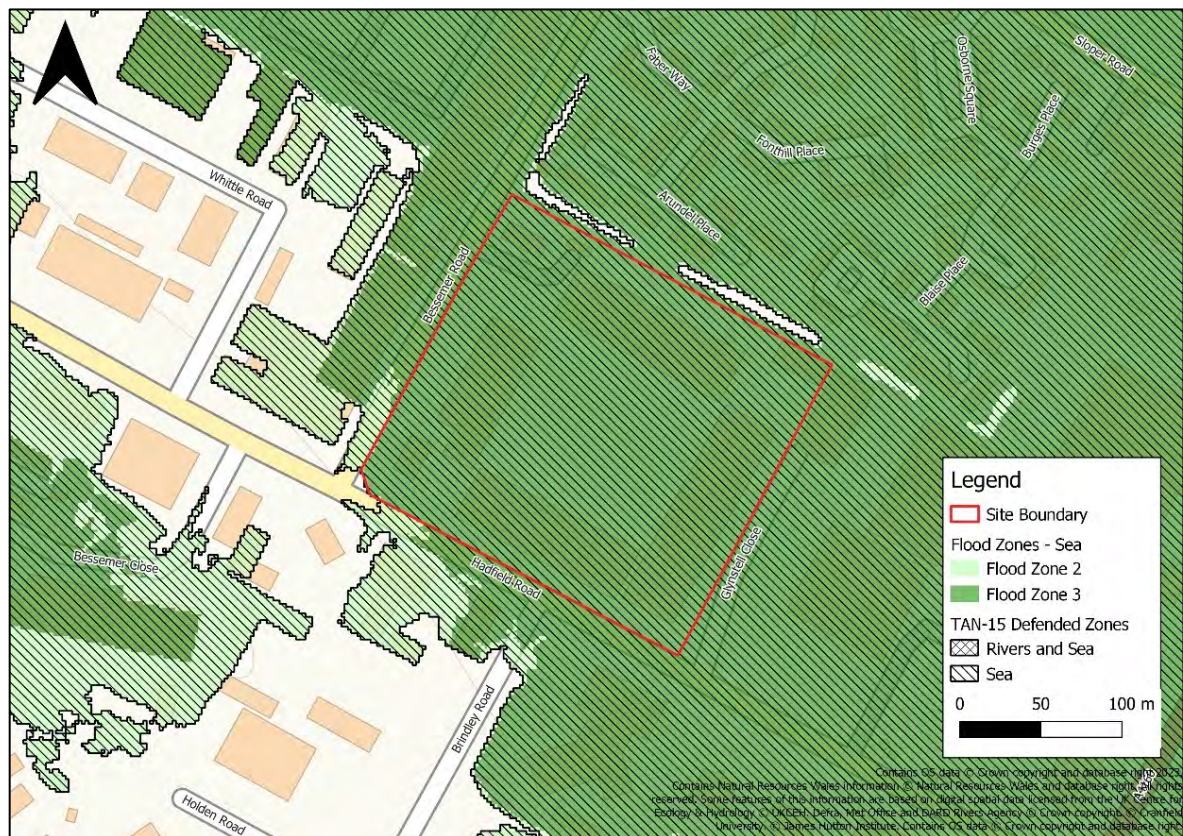 Faber Way
Osborne Square
Sloper Road
Burges Place
Fonthill Place
Whittle Road
Arundel Place
Bessemer Road
Blaise Place
Bessemer Close
Hadfield Road
Glynstell Close
Brindley Road
Holden Road
Legend
Site Boundary
Flood Zones - Sea
Flood Zone 2
Flood Zone 3
TAN-15 Defended Zones
Rivers and Sea
Sea
0 50 100 m
Contains OS data © Crown copyright and database right 2023.
Contains Natural Resources Wales information © Natural Resources Wales and database right. All rights
reserved. Some features of this information are based on digital spatial data licensed from the UK Centre for
Ecology & Hydrology © UKCEH. Defra, Met Office and DARD Rivers Agency © Crown copyright. © Cranfield
University. © James Hutton Institute. Contains OS data © Crown copyright and database right